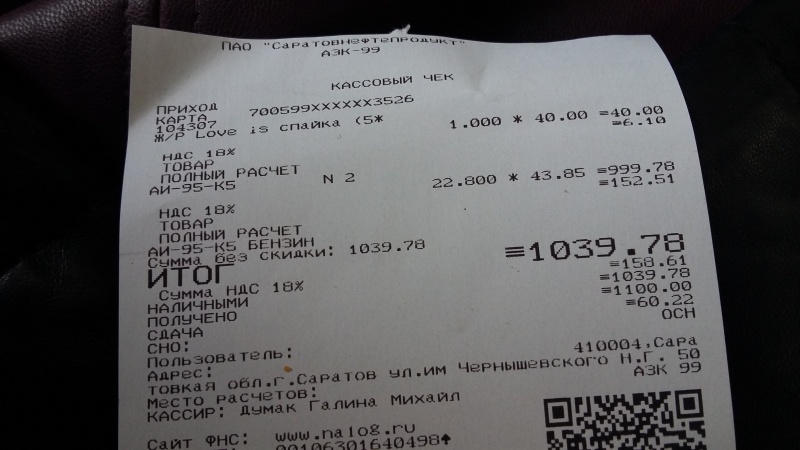 ПАО "Саратовнефтепродукт"
АЗК-99
КАССОВЫЙ ЧЕК
ПРИХОД
КАРТА 700599XXXXXX3526
104307
Ж/Р Love is спайка (5* 1.000 * 40.00 ≡40.00
≡6.10
НДС 18%
ТОВАР
ПОЛНЫЙ РАСЧЕТ
АИ-95-К5 N 2 22.800 * 43.85 ≡999.78
≡152.51
НДС 18%
ТОВАР
ПОЛНЫЙ РАСЧЕТ
АИ-95-К5 БЕНЗИН
Сумма без скидки: 1039.78
ИТОГ ≡1039.78
Сумма НДС 18% ≡158.61
НАЛИЧНЫМИ ≡1039.78
ПОЛУЧЕНО ≡1100.00
СДАЧА ≡60.22
СНО: ОСН
Пользователь:
Адрес: 410004,Сара
товкая обл.г.Саратов ул.им Чернышевского Н.Г. 50
Место расчетов: АЗК 99
КАССИР: Думак Галина Михайл
Сайт ФНС: www.nalog.ru
00106301640498↑